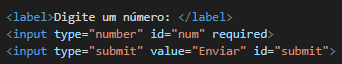 <label>Digite um número: </label>
<input type="number" id="num" required>
<input type="submit" value="Enviar" id="submit">